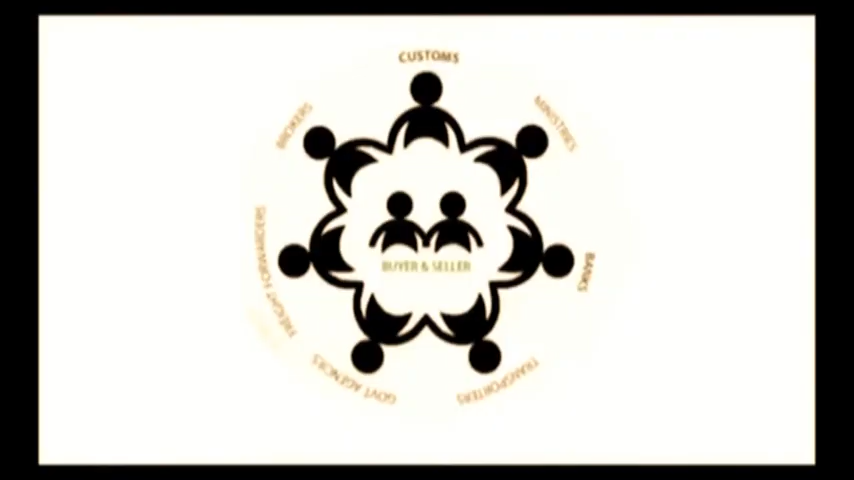 CUSTOMS
MINISTRIES
BANKS
TRANSPORTERS
GOVT AGENCIES
FREIGHT FORWARDERS
BROKERS
BUYER & SELLER